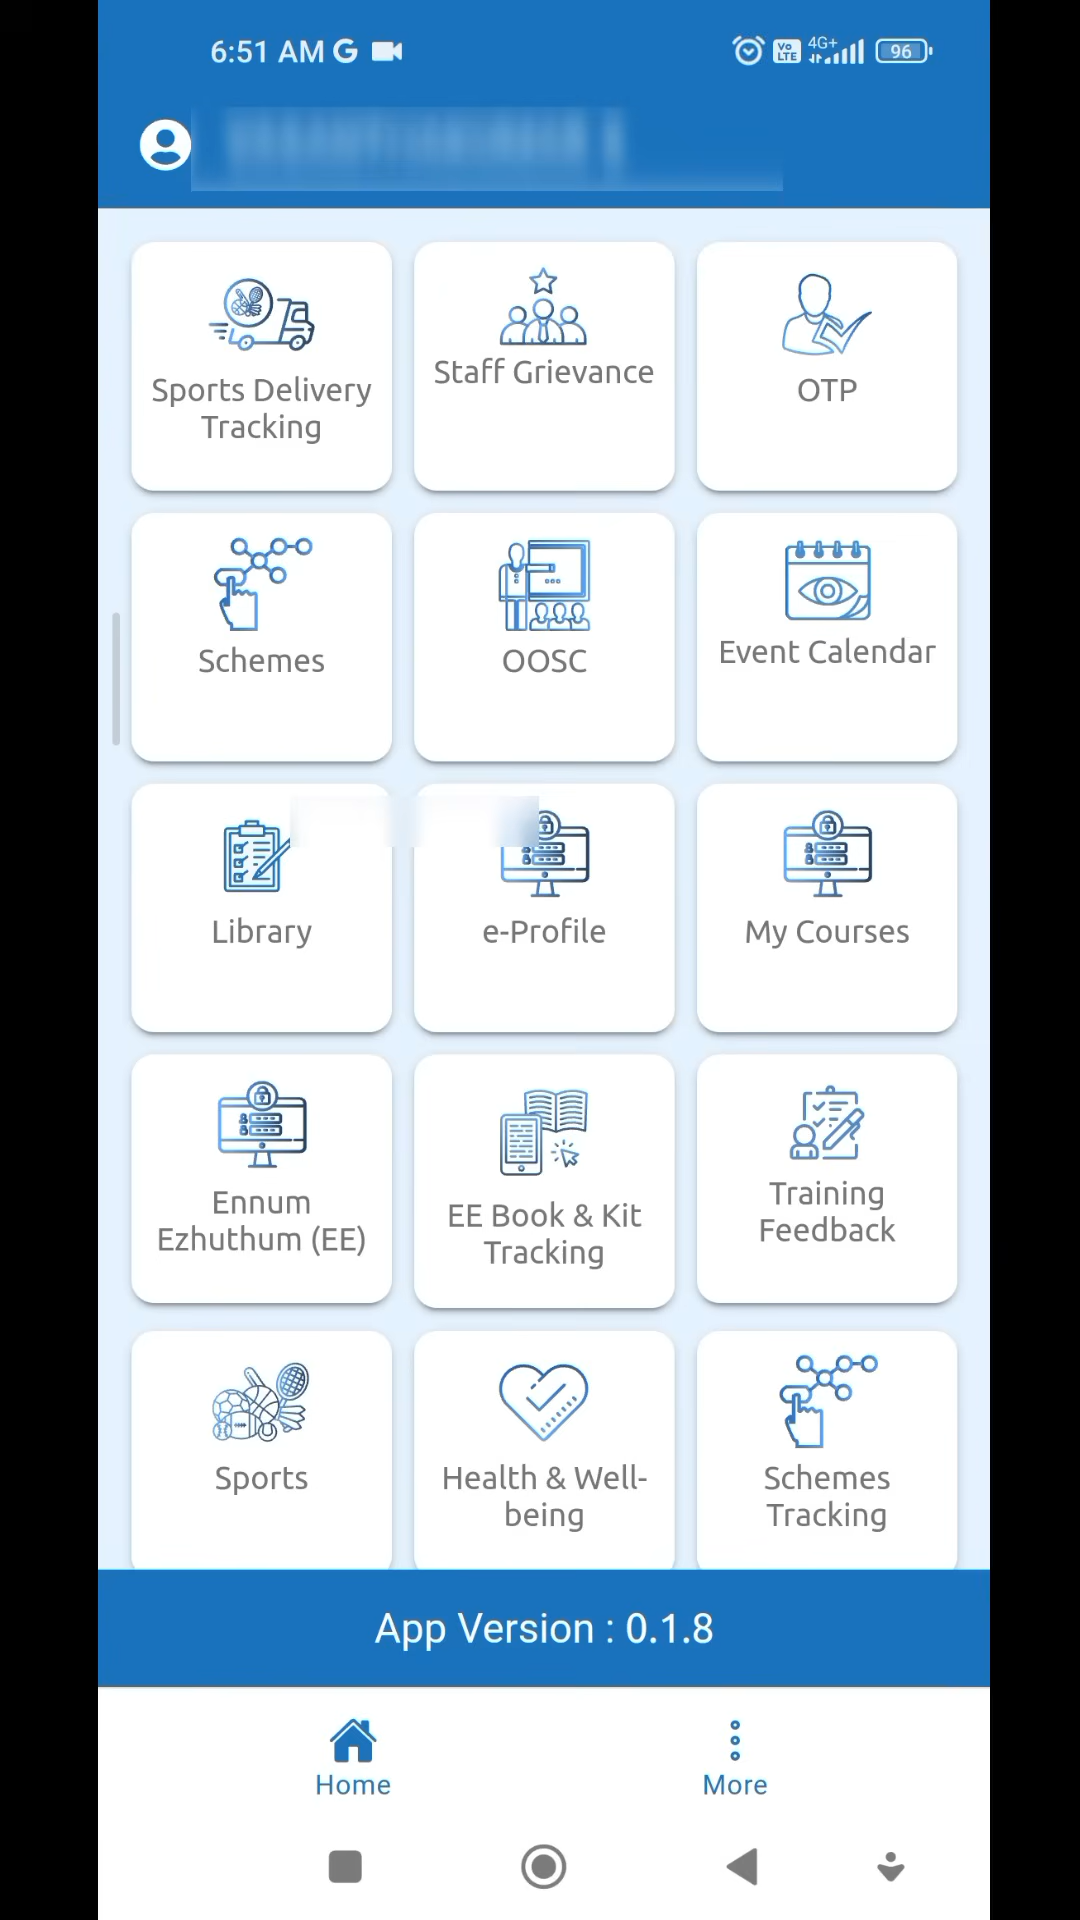 6:51 AM G
Vo LTE 4G+ 96
Sports Delivery
Tracking
Staff Grievance
OTP
Schemes
OOSC
Event Calendar
Library
e-Profile
My Courses
Ennum
Ezhuthum (EE)
EE Book & Kit
Tracking
Training
Feedback
Sports
Health & Well-
being
Schemes
Tracking
App Version : 0.1.8
Home
More